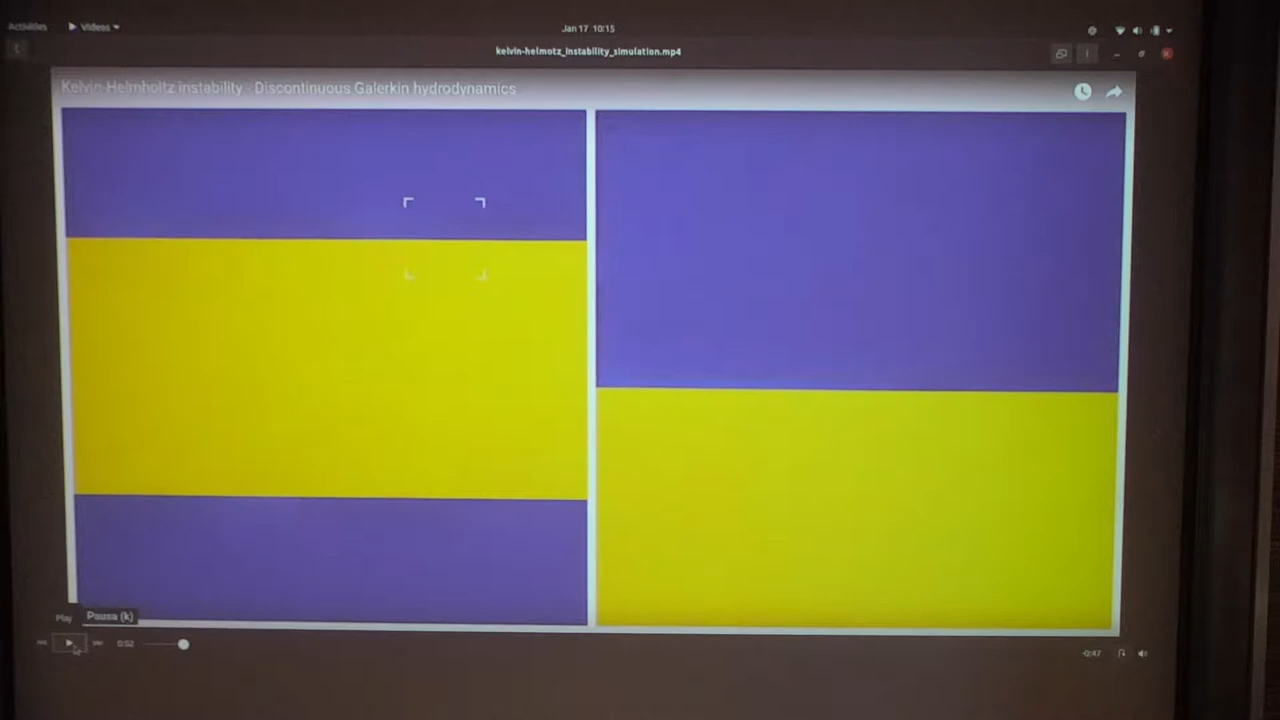 Activities Videos Jan 17 10:15
kelvin-helmotz_instability_simulation.mp4
Kelvin-Helmholtz instability - Discontinuous Galerkin hydrodynamics
Play Pausa (k)
0:02 -0:47